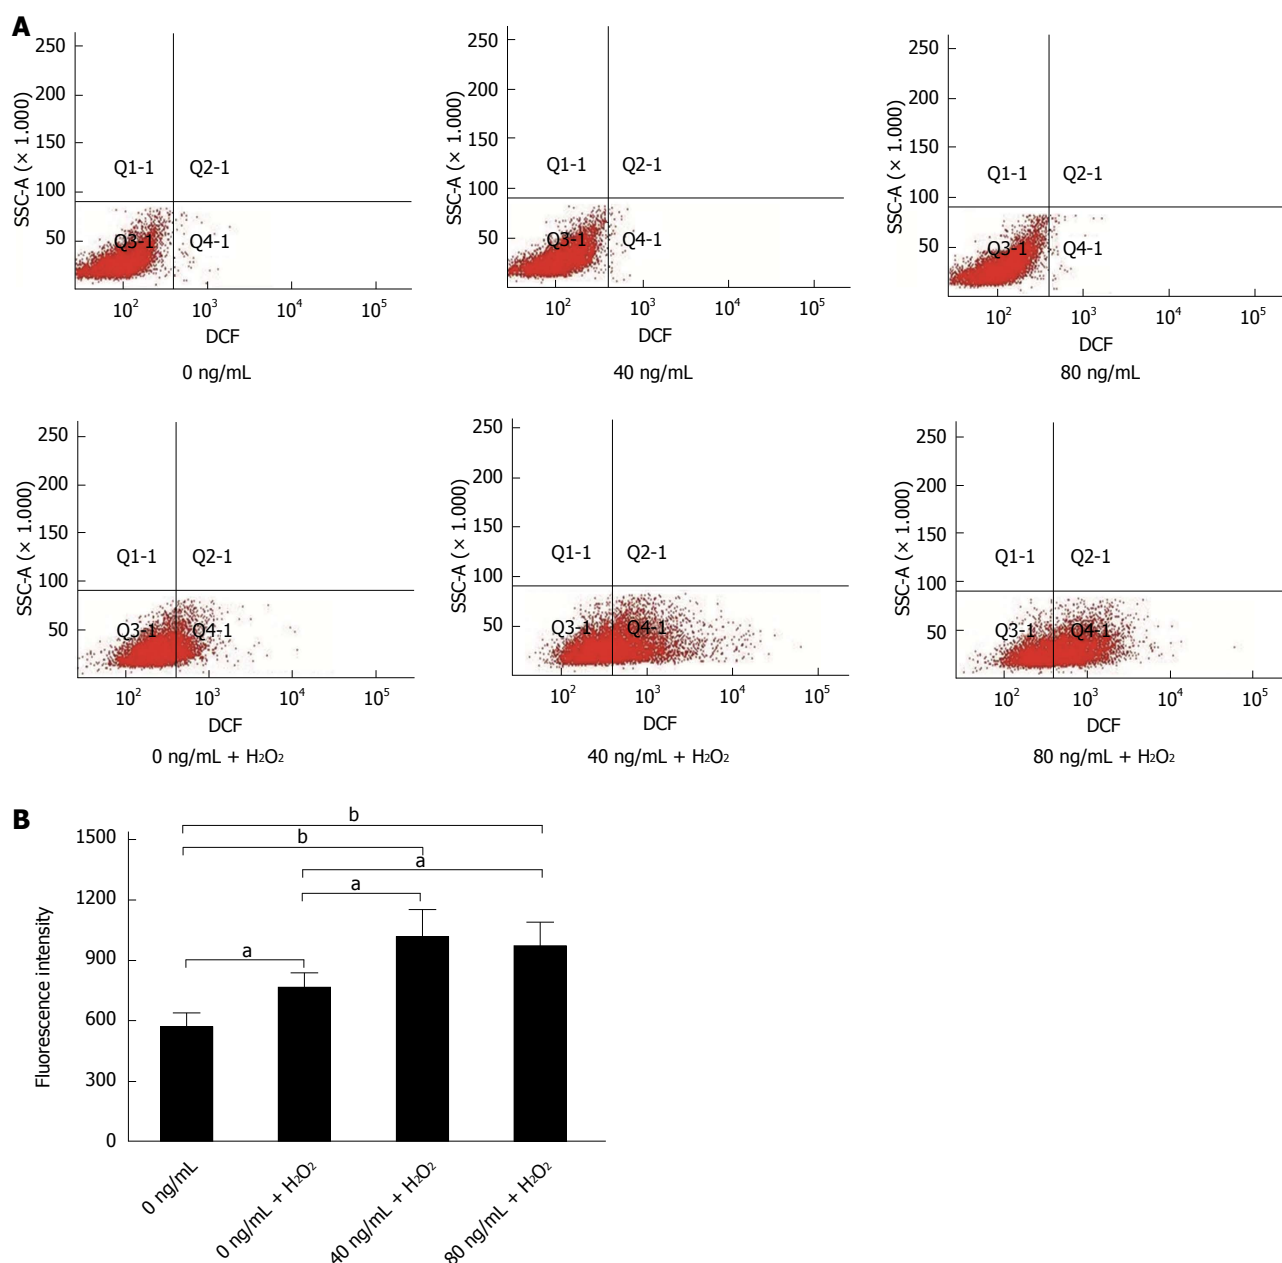 A
250
200
150
100
50
SSC-A (× 1.000)
Q1-1 Q2-1
Q3-1 Q4-1
10² 10³ 10⁴ 10⁵
DCF
0 ng/mL
250
200
150
100
50
SSC-A (× 1.000)
Q1-1 Q2-1
Q3-1 Q4-1
10² 10³ 10⁴ 10⁵
DCF
40 ng/mL
250
200
150
100
50
SSC-A (× 1.000)
Q1-1 Q2-1
Q3-1 Q4-1
10² 10³ 10⁴ 10⁵
DCF
80 ng/mL
250
200
150
100
50
SSC-A (× 1.000)
Q1-1 Q2-1
Q3-1 Q4-1
10² 10³ 10⁴ 10⁵
DCF
0 ng/mL + H₂O₂
250
200
150
100
50
SSC-A (× 1.000)
Q1-1 Q2-1
Q3-1 Q4-1
10² 10³ 10⁴ 10⁵
DCF
40 ng/mL + H₂O₂
250
200
150
100
50
SSC-A (× 1.000)
Q1-1 Q2-1
Q3-1 Q4-1
10² 10³ 10⁴ 10⁵
DCF
80 ng/mL + H₂O₂
B
1500
1200
900
600
300
0
Fluorescence intensity
b
b
a
a
a
0 ng/mL
0 ng/mL + H₂O₂
40 ng/mL + H₂O₂
80 ng/mL + H₂O₂